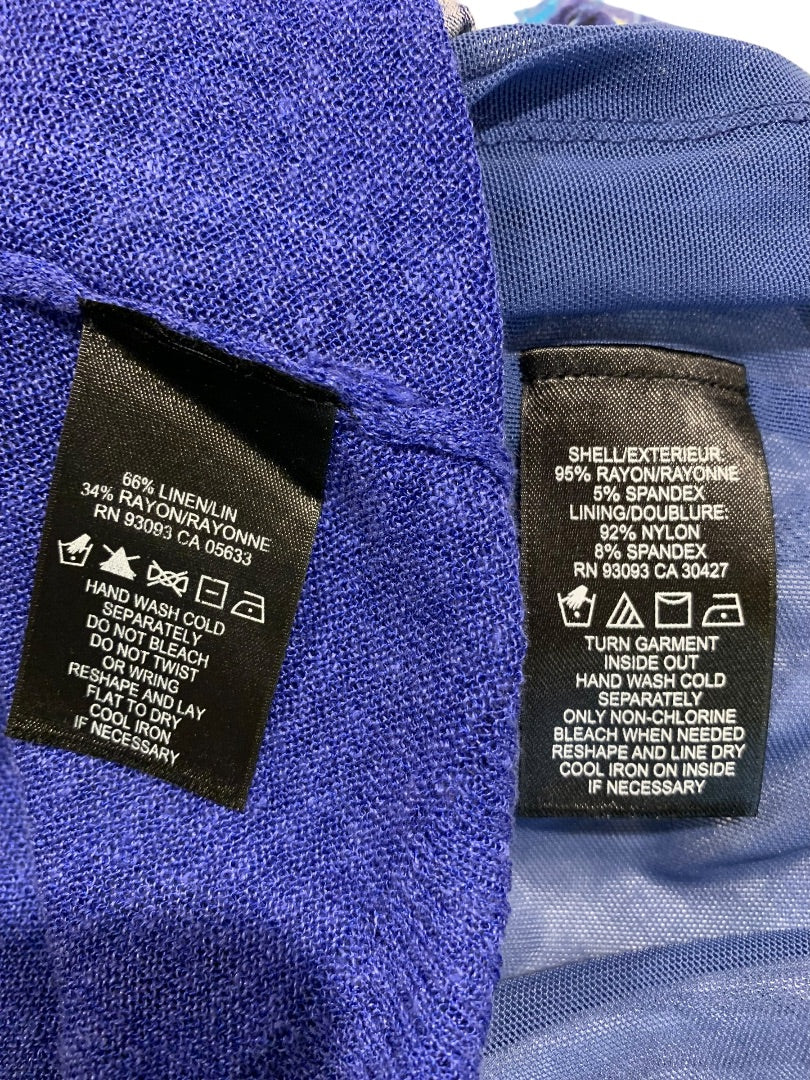 66% LINEN/LIN
34% RAYON/RAYONNE
RN 93093 CA 05633
HAND WASH COLD
SEPARATELY
DO NOT BLEACH
DO NOT TWIST
OR WRING
RESHAPE AND LAY
FLAT TO DRY
COOL IRON
IF NECESSARY
SHELL/EXTERIEUR
95% RAYON/RAYONNE
5% SPANDEX
LINING/DOUBLURE:
92% NYLON
8% SPANDEX
RN 93093 CA 30427
TURN GARMENT
INSIDE OUT
HAND WASH COLD
SEPARATELY
ONLY NON-CHLORINE
BLEACH WHEN NEEDED
RESHAPE AND LINE DRY
COOL IRON ON INSIDE
IF NECESSARY